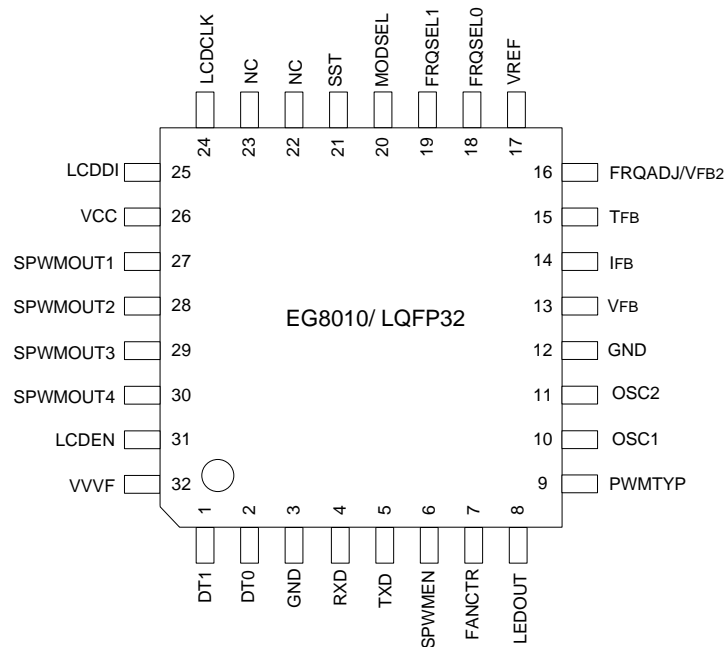 LCDCLK
NC
NC
SST
MODSEL
FRQSEL1
FRQSEL0
VREF
24
23
22
21
20
19
18
17
LCDDI
25
16
FRQADJ/VFB2
VCC
26
15
TFB
SPWMOUT1
27
14
IFB
SPWMOUT2
28
13
VFB
EG8010/ LQFP32
SPWMOUT3
29
12
GND
SPWMOUT4
30
11
OSC2
LCDEN
31
10
OSC1
VVVF
32
9
PWMTYP
1
2
3
4
5
6
7
8
DT1
DT0
GND
RXD
TXD
SPWMEN
FANCTR
LEDOUT